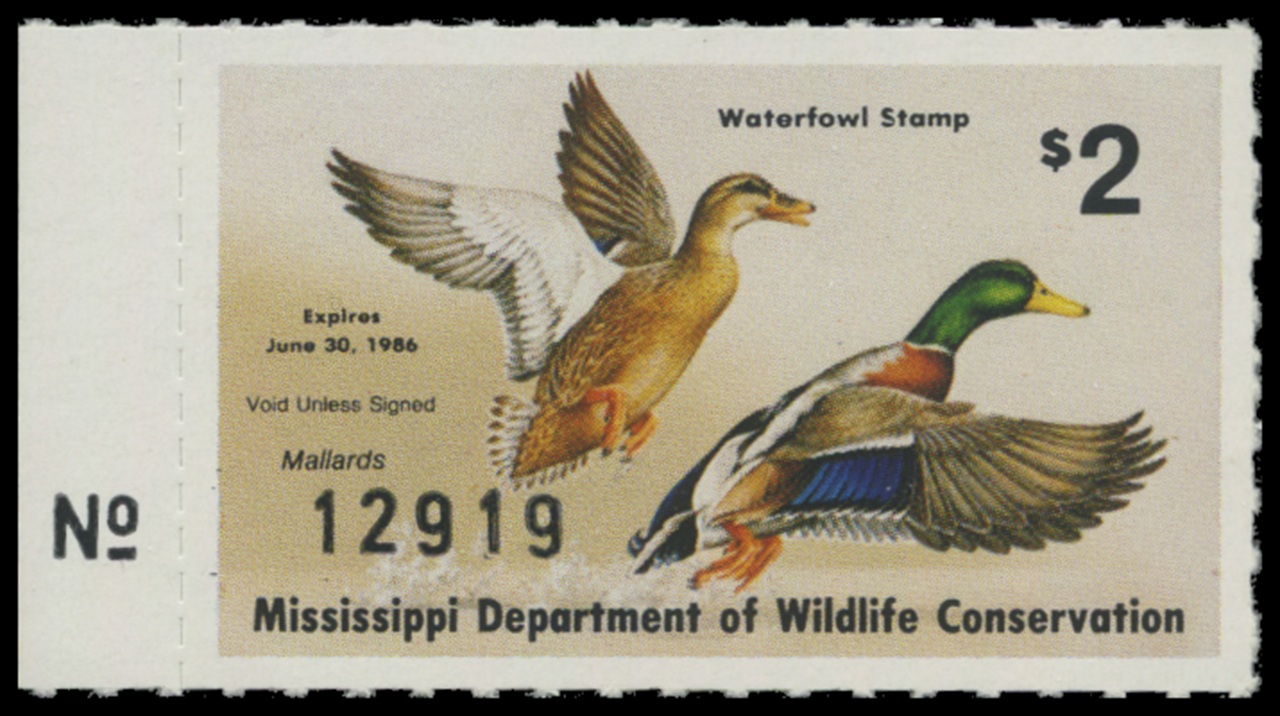 Waterfowl Stamp
$2
Expires
June 30, 1986
Void Unless Signed
Mallards
Nº 12919
Mississippi Department of Wildlife Conservation